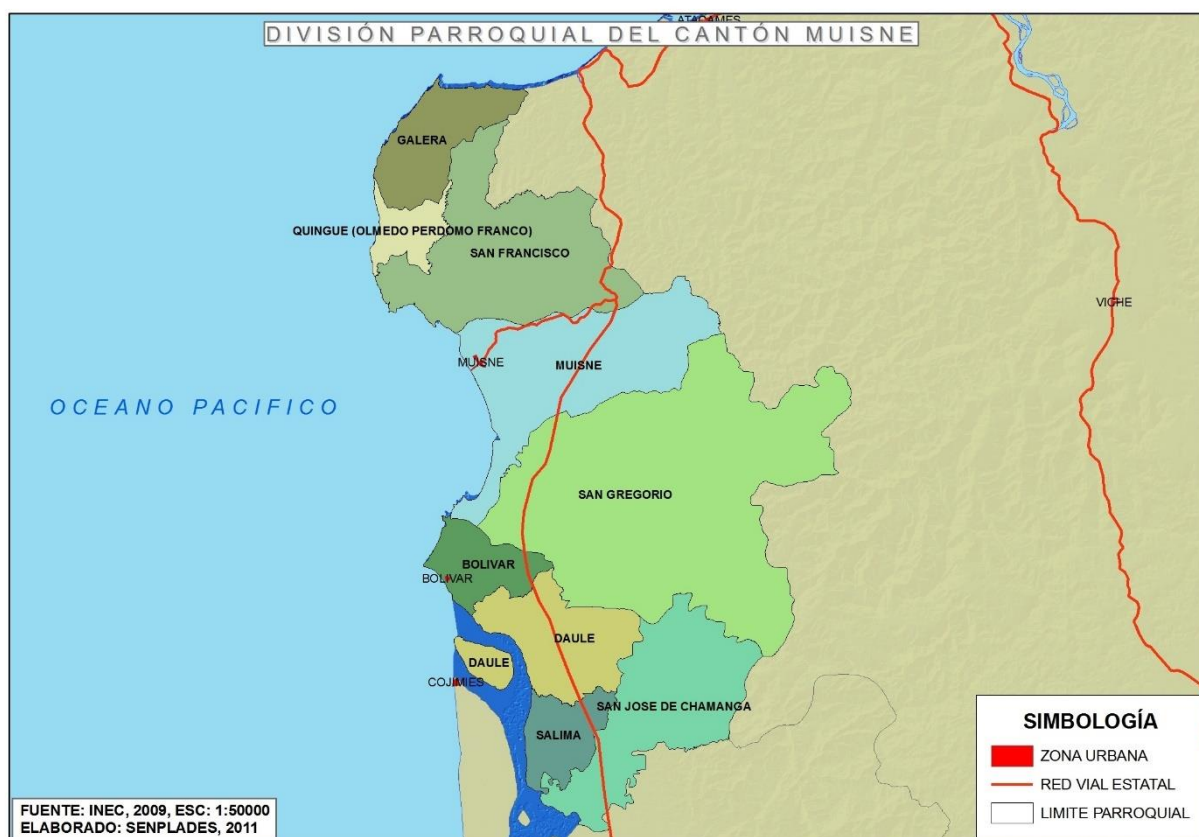 ATACAMES
DIVISIÓN PARROQUIAL DEL CANTÓN MUISNE
GALERA
QUINGUE (OLMEDO PERDOMO FRANCO)
SAN FRANCISCO
VICHE
MUISNE
MUISNE
OCEANO PACIFICO
SAN GREGORIO
BOLIVAR
BOLIVAR
DAULE
DAULE
COJIMIES
SAN JOSE DE CHAMANGA
SALIMA
SIMBOLOGÍA
ZONA URBANA
RED VIAL ESTATAL
LIMITE PARROQUIAL
FUENTE: INEC, 2009, ESC: 1:50000
ELABORADO: SENPLADES, 2011